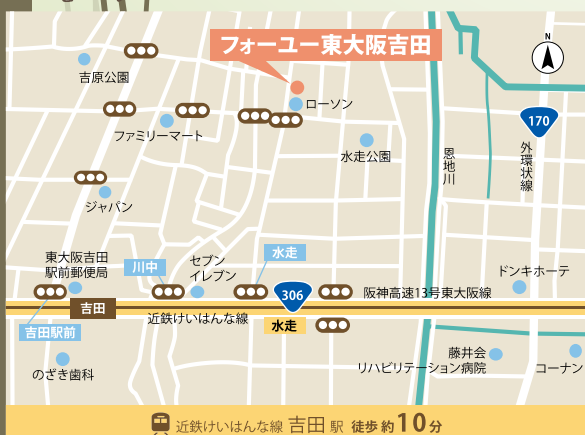 フォーユー東大阪吉田
N
吉原公園
ローソン
ファミリーマート
170
水走公園
恩地川
外環状線
ジャパン
東大阪吉田
駅前郵便局
川中
セブン
イレブン
水走
306
ドンキホーテ
阪神高速13号東大阪線
吉田
吉田駅前
近鉄けいはんな線
水走
のざき歯科
藤井会
リハビリテーション病院
コーナン
近鉄けいはんな線 吉田 駅 徒歩 約10分